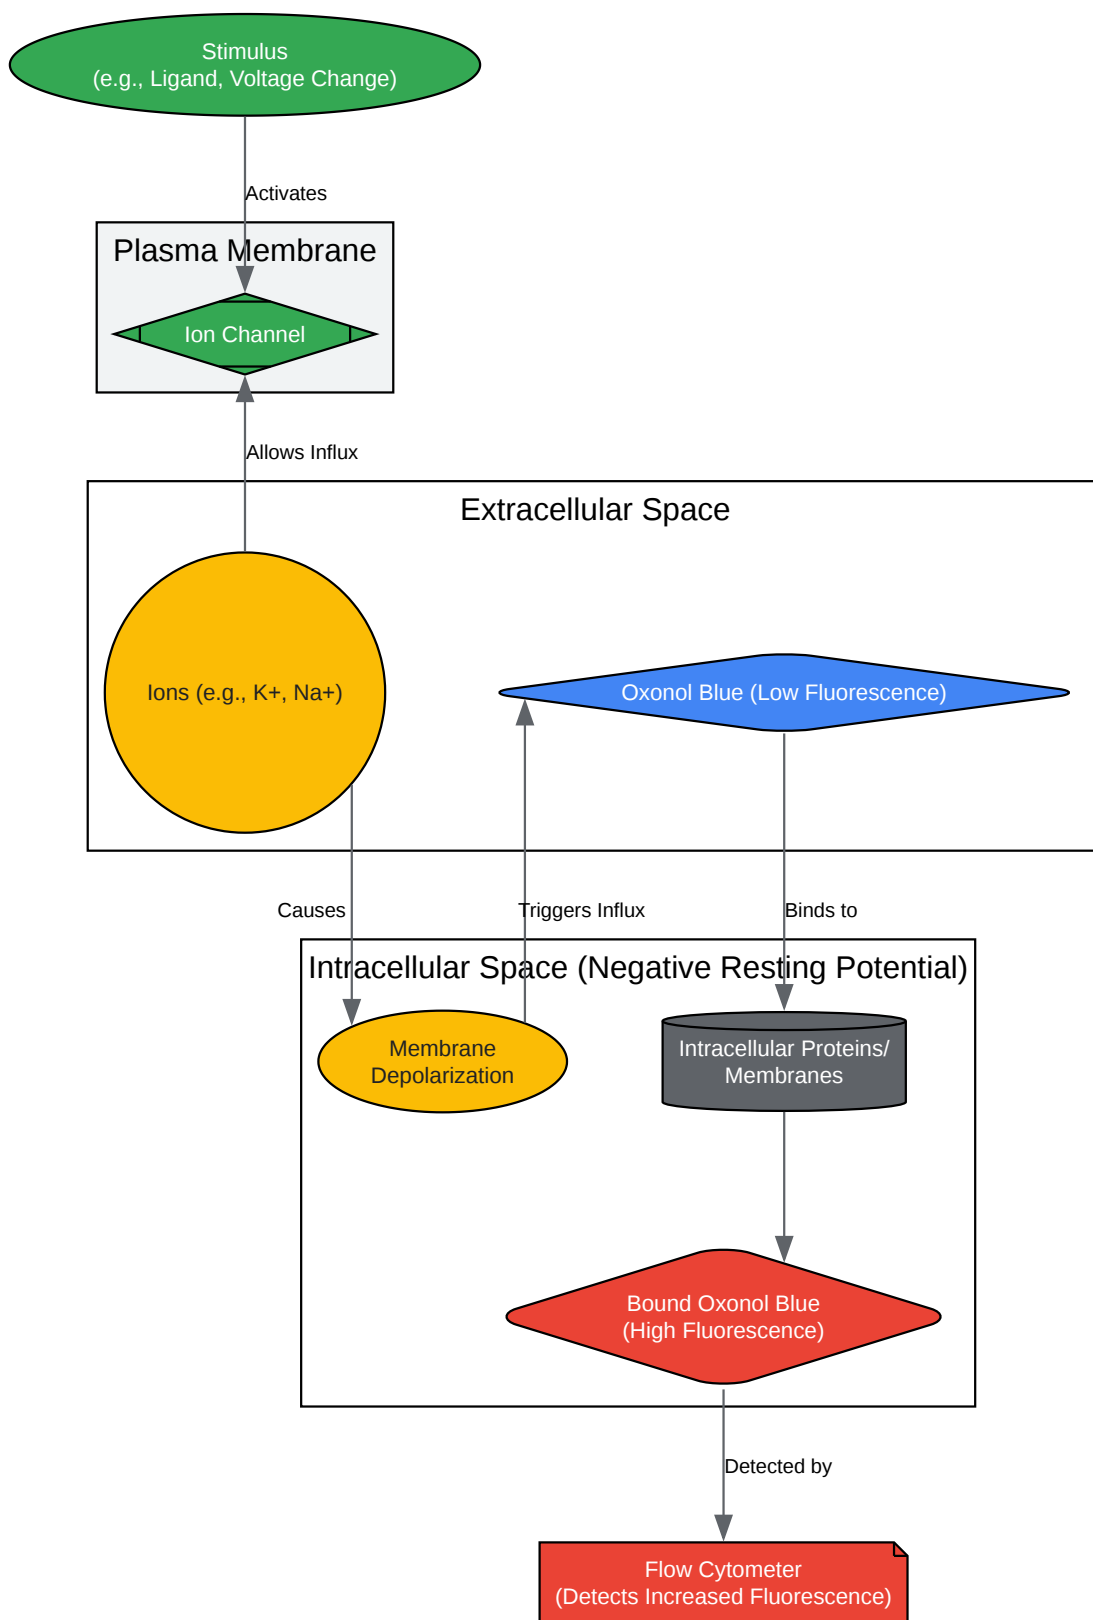 Stimulus
(e.g., Ligand, Voltage Change)
Activates
Plasma Membrane
Ion Channel
Allows Influx
Extracellular Space
Ions (e.g., K+, Na+)
Oxonol Blue (Low Fluorescence)
Causes
Triggers Influx
Binds to
Intracellular Space (Negative Resting Potential)
Membrane
Depolarization
Intracellular Proteins/
Membranes
Bound Oxonol Blue
(High Fluorescence)
Detected by
Flow Cytometer
(Detects Increased Fluorescence)